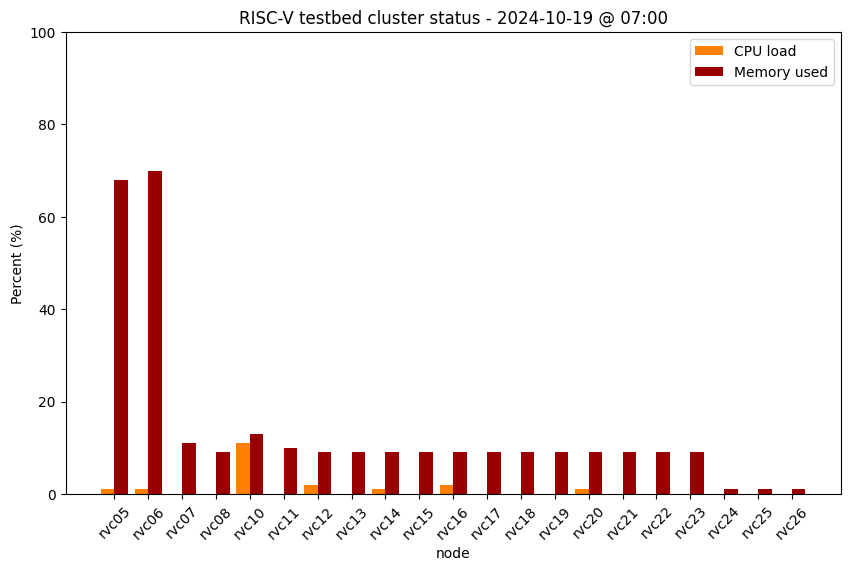 RISC-V testbed cluster status - 2024-10-19 @ 07:00
CPU load
Memory used
Percent (%)
100
80
60
40
20
0
rvc05
rvc06
rvc07
rvc08
rvc10
rvc11
rvc12
rvc13
rvc14
rvc15
rvc16
rvc17
rvc18
rvc19
rvc20
rvc21
rvc22
rvc23
rvc24
rvc25
rvc26
node